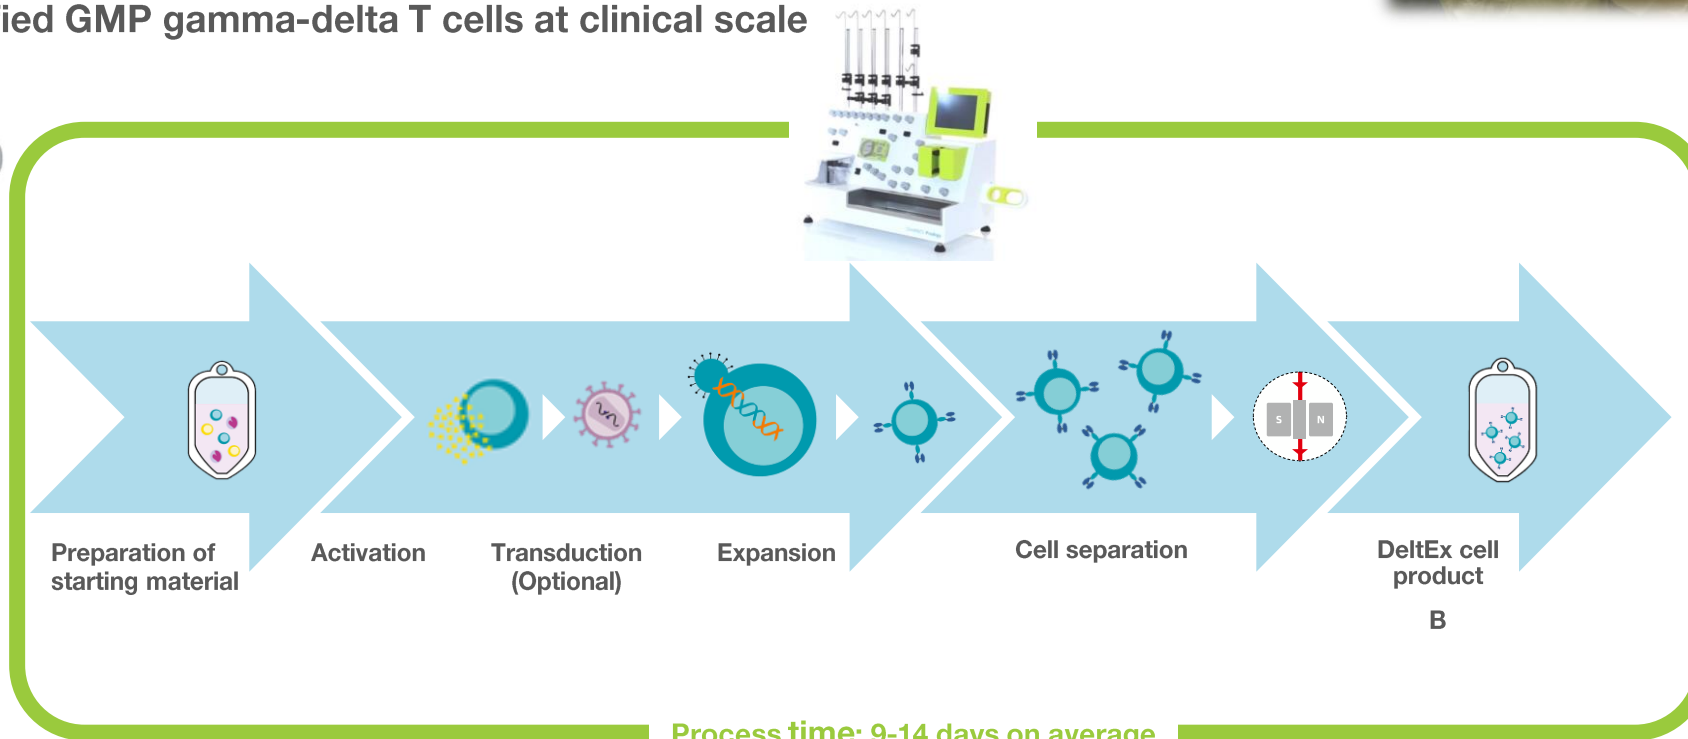 fied GMP gamma-delta T cells at clinical scale
S N
Preparation of
starting material
Activation
Transduction
(Optional)
Expansion
Cell separation
DeltEx cell
product
B
Process time: 9-14 days on average